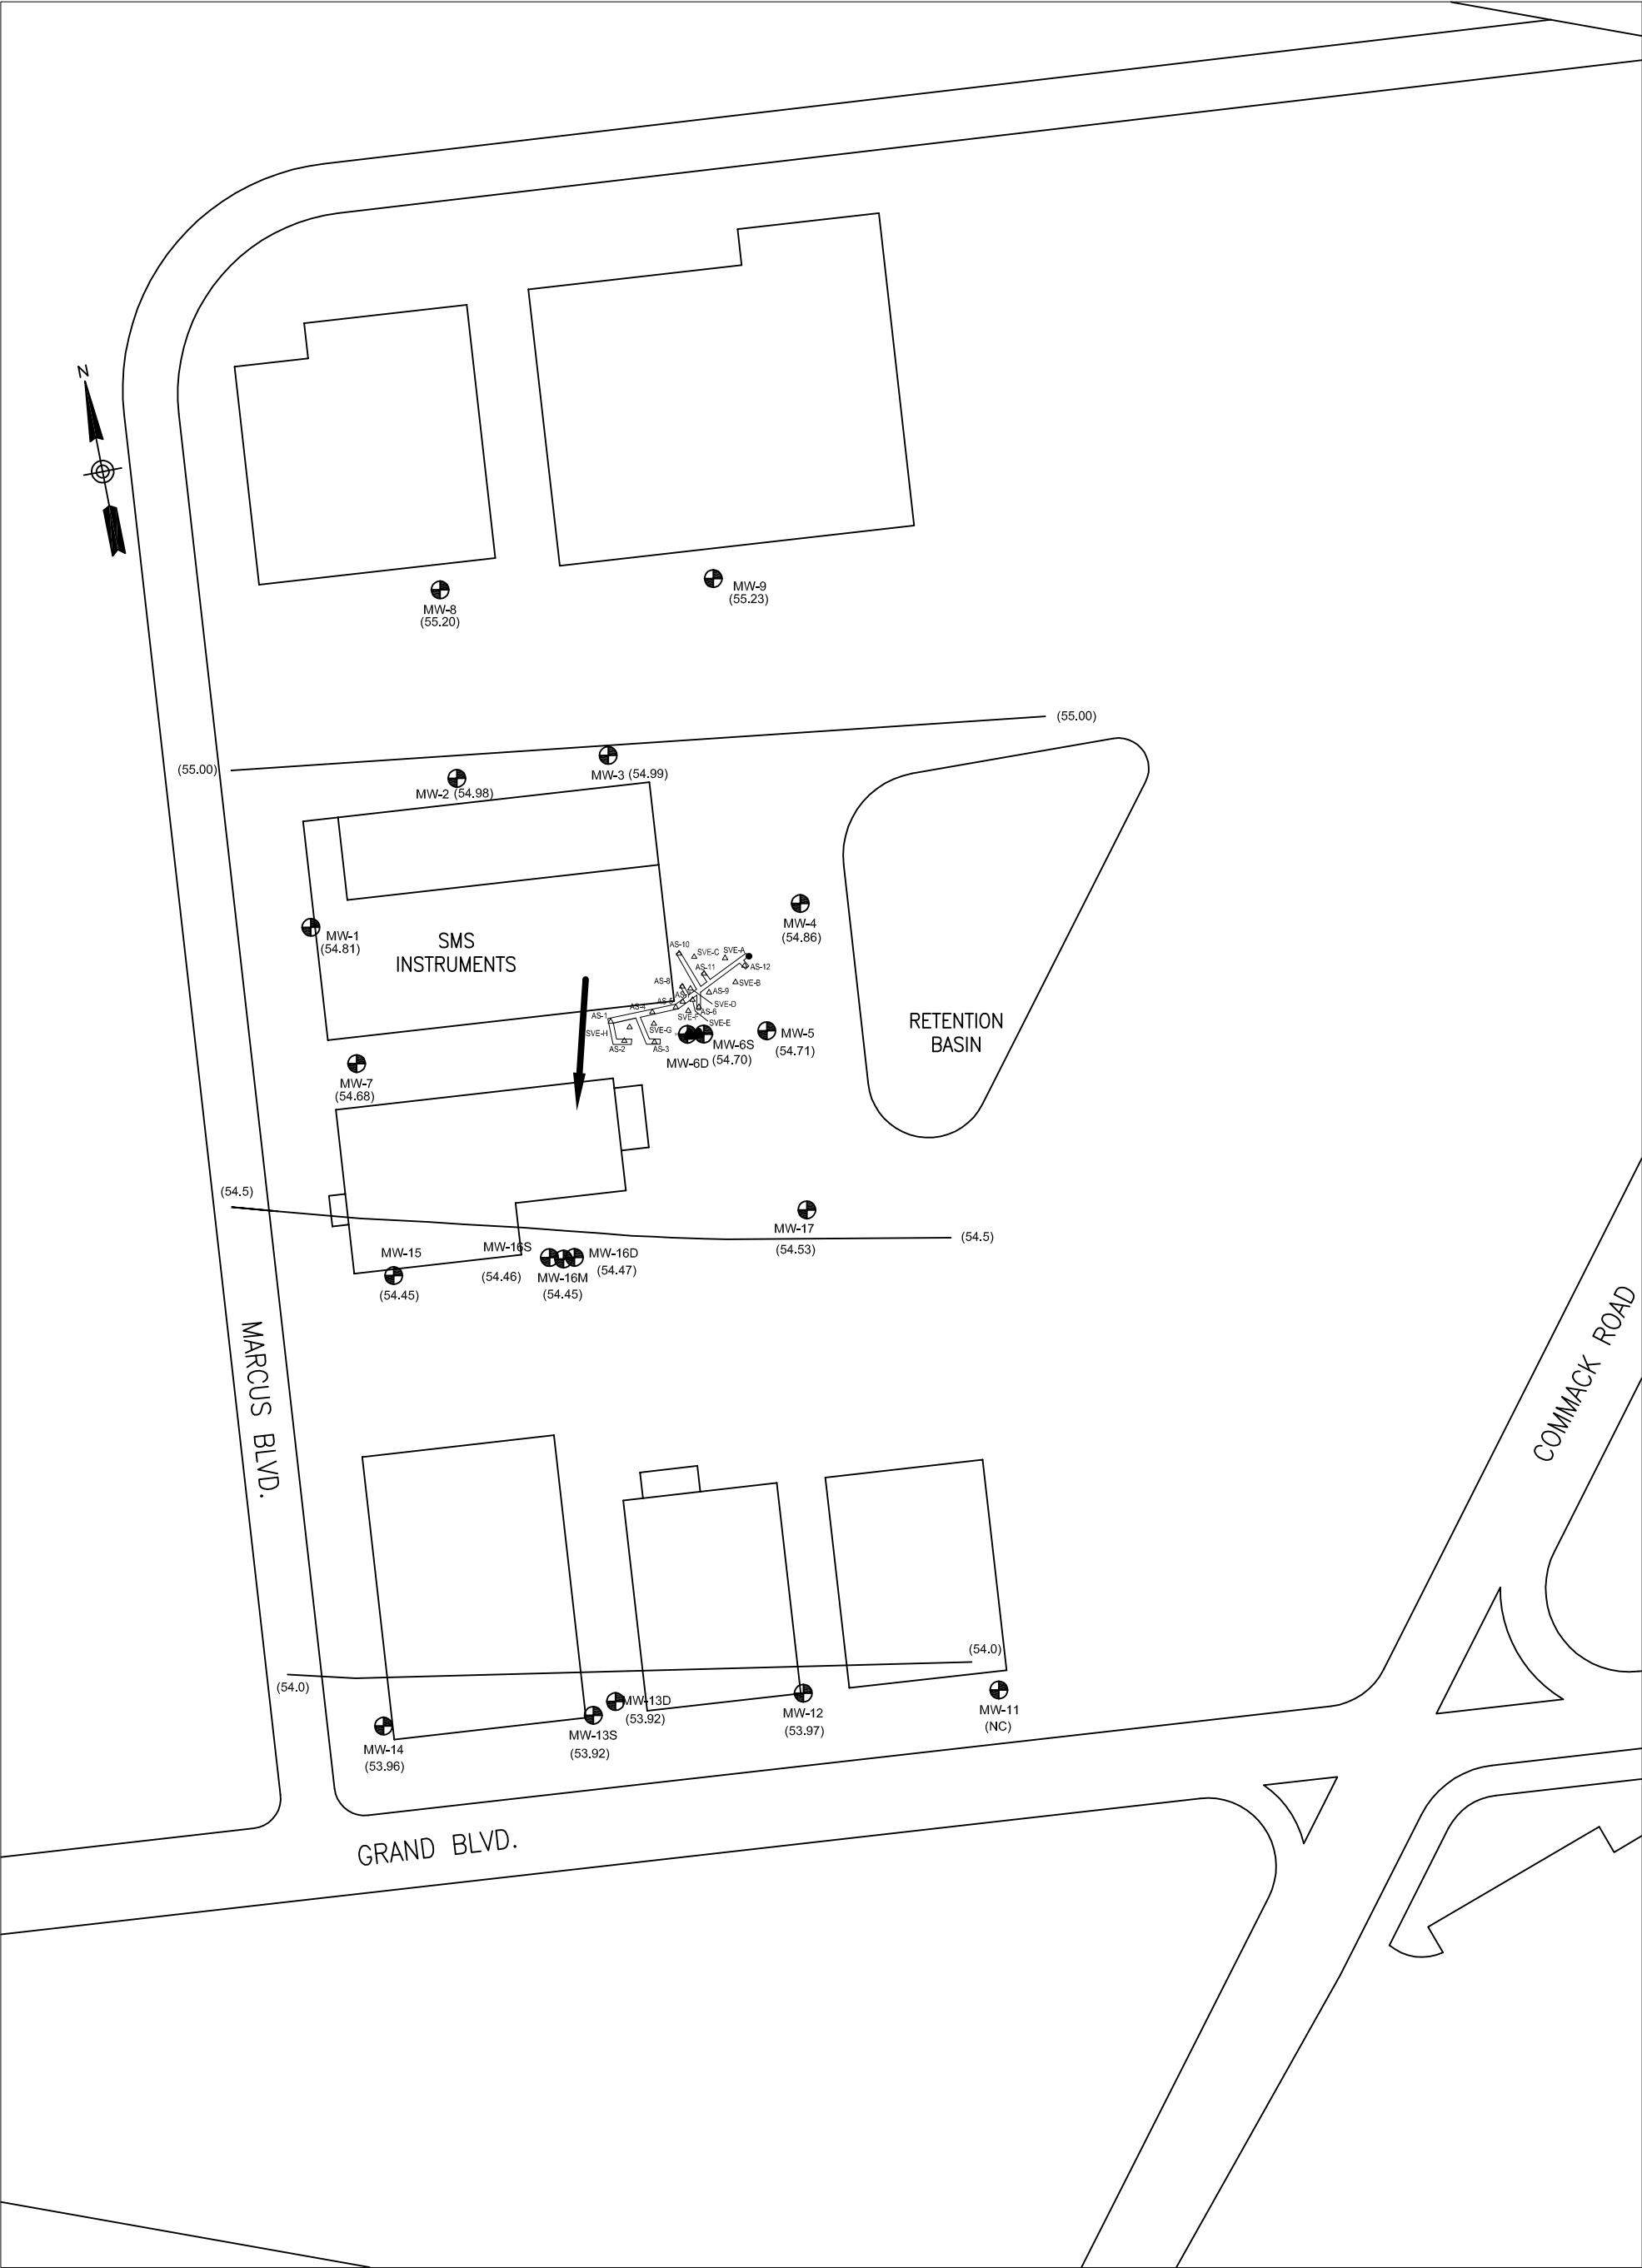 N
MW-9
(55.23)
MW-8
(55.20)
(55.00)
(55.00)
MW-3 (54.99)
MW-2 (54.98)
MW-4
(54.86)
MW-1
(54.81)
SMS
INSTRUMENTS
AS-10
SVE-C
SVE-A
AS-11
AS-12
AS-8
SVE-B
AS-9
SVE-D
AS-4
AS-6
AS-1
SVE-F
SVE-E
SVE-H
SVE-G
AS-2
AS-3
RETENTION
BASIN
MW-5
(54.71)
MW-6S
(54.70)
MW-6D
MW-7
(54.68)
(54.5)
MW-17
(54.53)
(54.5)
MW-15
(54.45)
MW-16S
(54.46)
MW-16D
(54.47)
MW-16M
(54.45)
COMMACK ROAD
MARCUS BLVD.
(54.0)
(54.0)
MW-13D
(53.92)
MW-12
(53.97)
MW-11
(NC)
MW-13S
(53.92)
MW-14
(53.96)
GRAND BLVD.